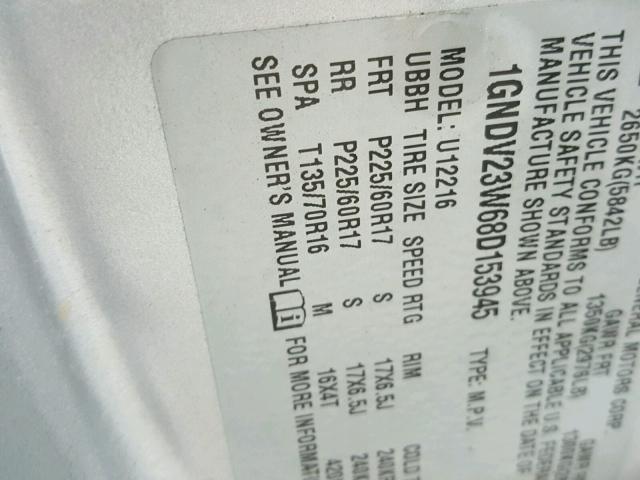 GENERAL MOTORS CORP.
GAWR FRT
2650KG(5842LB) 1350KG(2976LB)
THIS VEHICLE CONFORMS TO ALL APPLICABLE U.S. FEDERAL
VEHICLE SAFETY STANDARDS IN EFFECT ON THE DATE OF
MANUFACTURE SHOWN ABOVE.
1GNDV23W68D153945 TYPE: M.P.V.
MODEL: U12216
UBBH TIRE SIZE SPEED RTG RIM COLD
FRT P225/60R17 S 17X6.5J
RR P225/60R17 S 17X6.5J
SPA T135/70R16 M 16X4T
SEE OWNER'S MANUAL FOR MORE INFORMAT